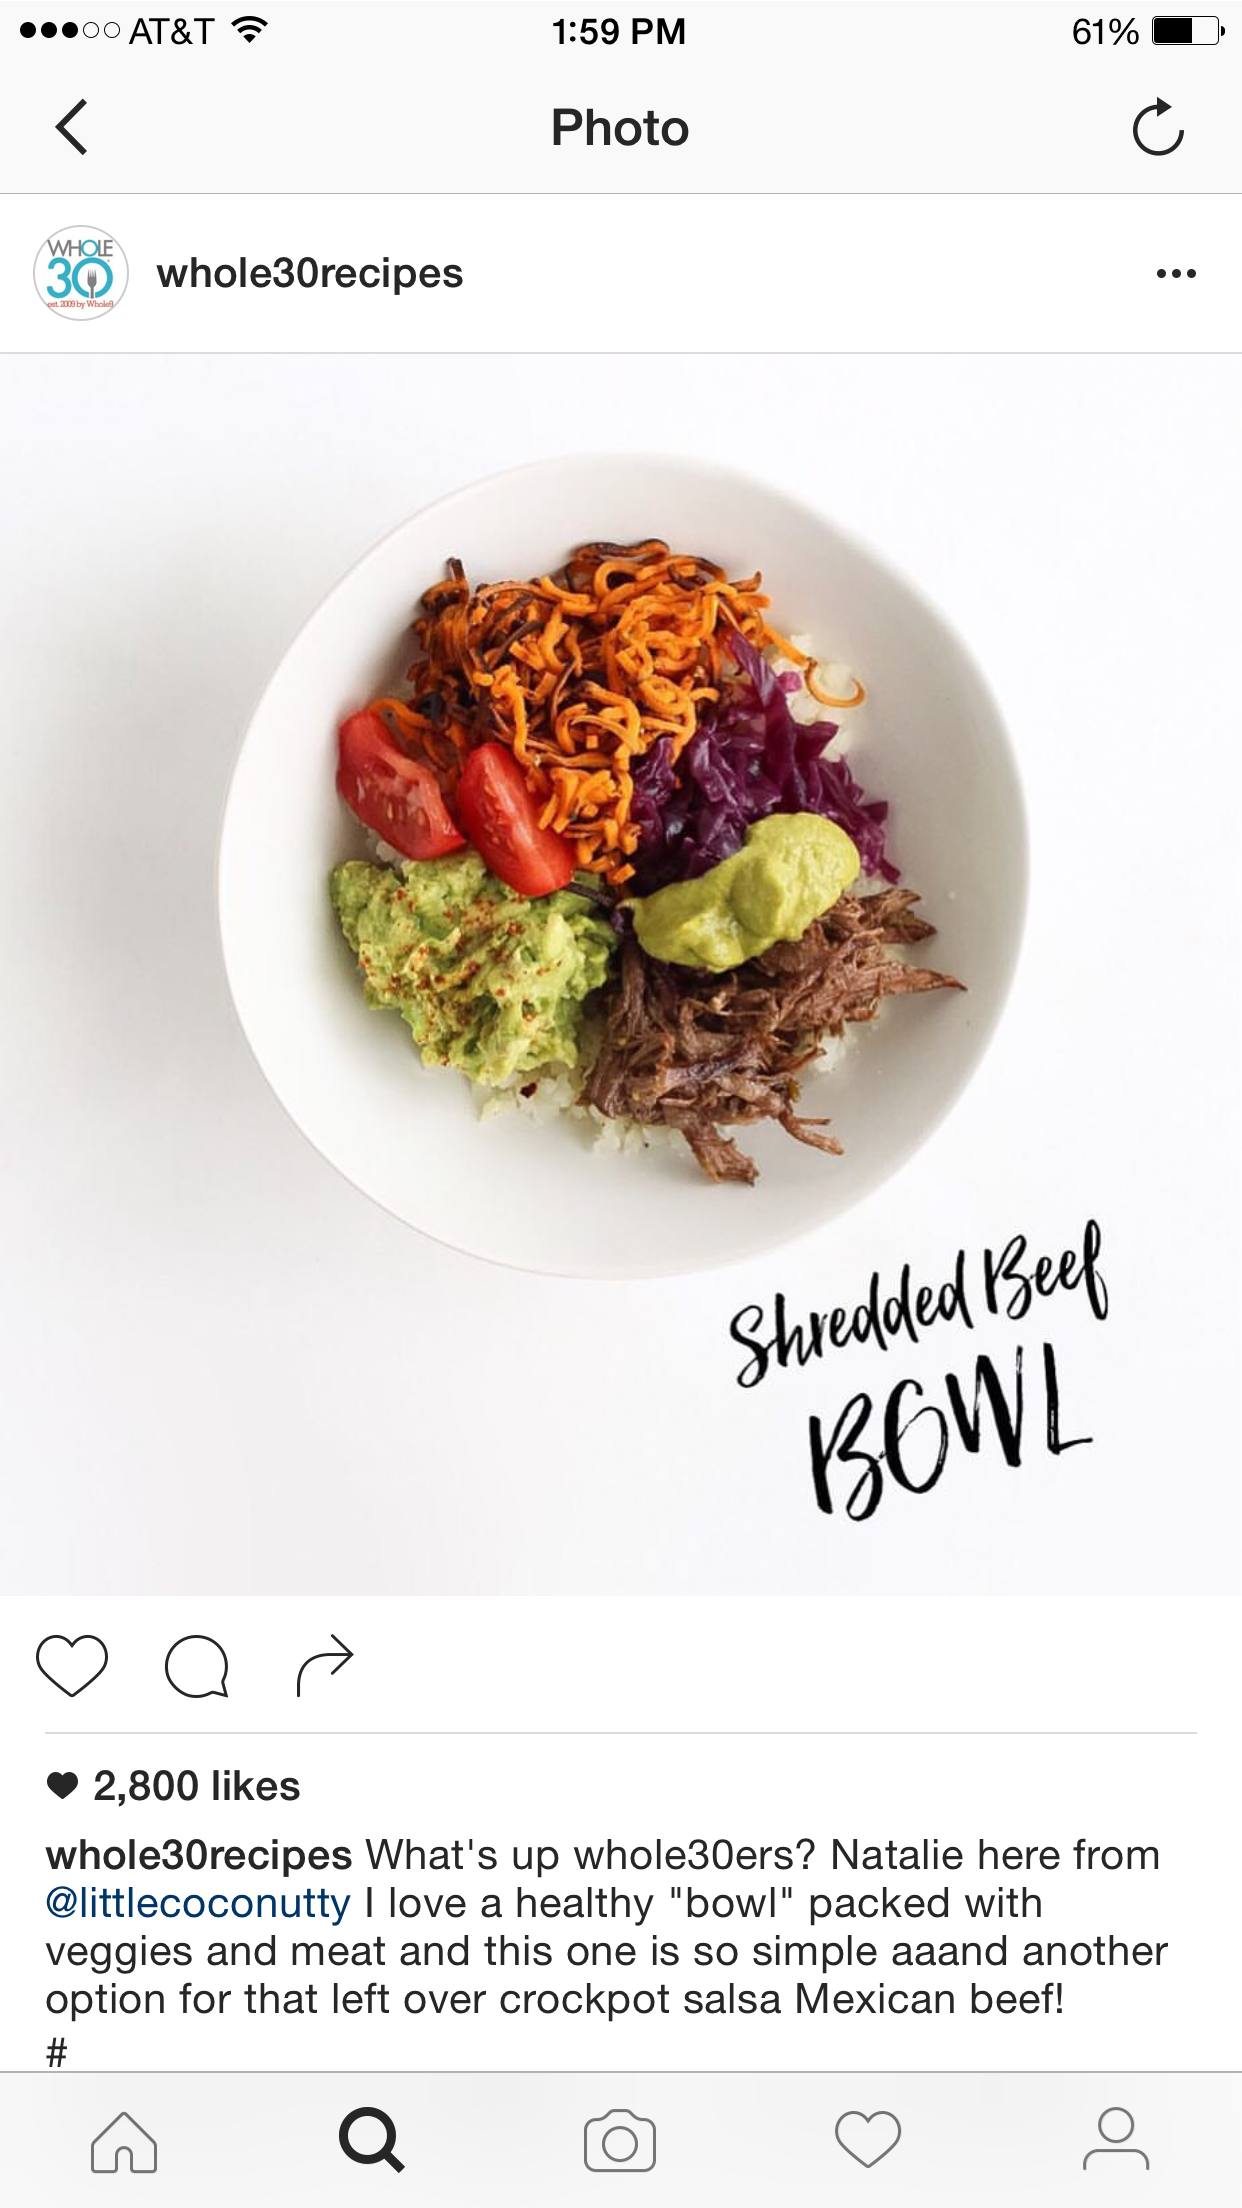 AT&T
1:59 PM
61%
Photo
WHOLE
30
est. 2009 by Whole9
whole30recipes
Shredded Beef
BOWL
2,800 likes
whole30recipes What's up whole30ers? Natalie here from
@littlecoconutty I love a healthy "bowl" packed with
veggies and meat and this one is so simple aaand another
option for that left over crockpot salsa Mexican beef!
#